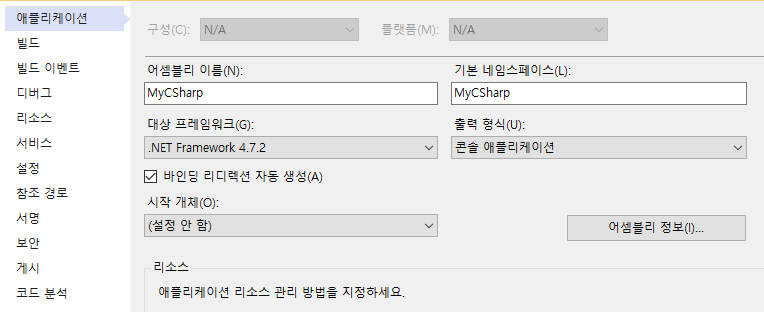 애플리케이션
빌드
빌드 이벤트
디버그
리소스
서비스
설정
참조 경로
서명
보안
게시
코드 분석
구성(C): N/A 플랫폼(M): N/A
어셈블리 이름(N): 기본 네임스페이스(L):
MyCSharp MyCSharp
대상 프레임워크(G): 출력 형식(U):
.NET Framework 4.7.2 콘솔 애플리케이션
바인딩 리디렉션 자동 생성(A)
시작 개체(O):
(설정 안 함) 어셈블리 정보(I)...
리소스
애플리케이션 리소스 관리 방법을 지정하세요.